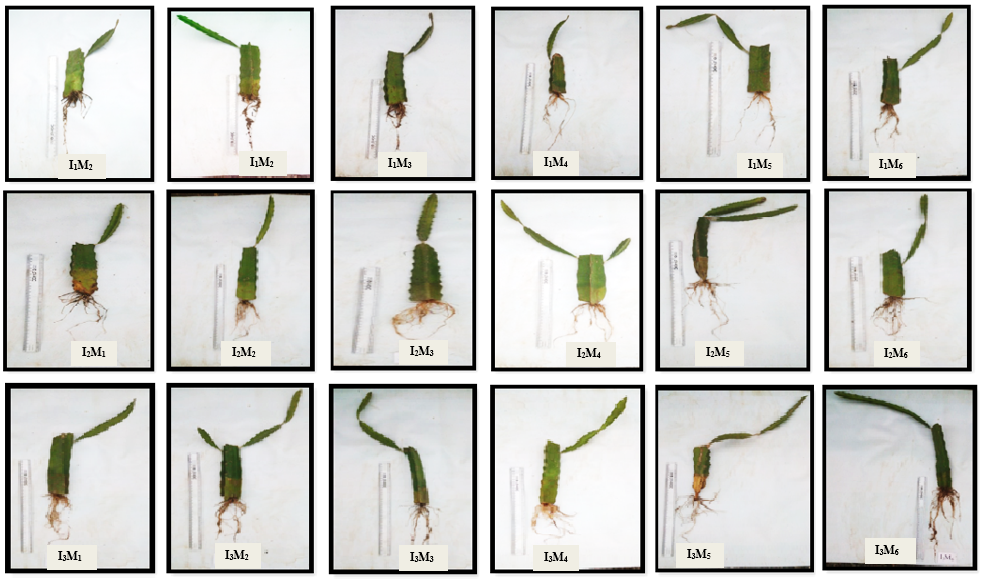 I₁M₂
I₁M₂
I₁M₃
I₁M₄
I₁M₅
I₁M₆
I₂M₁
I₂M₂
I₂M₃
I₂M₄
I₂M₅
I₂M₆
I₃M₁
I₃M₂
I₃M₃
I₃M₄
I₃M₅
I₃M₆